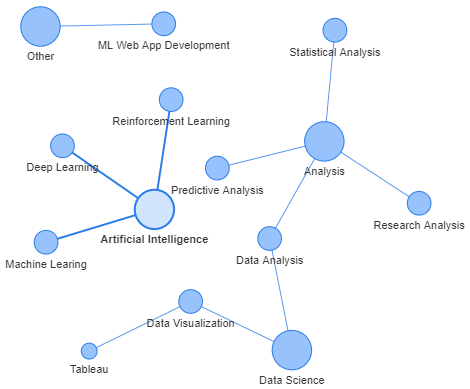 Other
ML Web App Development
Statistical Analysis
Reinforcement Learning
Deep Learning
Analysis
Predictive Analysis
Research Analysis
Artificial Intelligence
Machine Learing
Data Analysis
Data Visualization
Tableau
Data Science